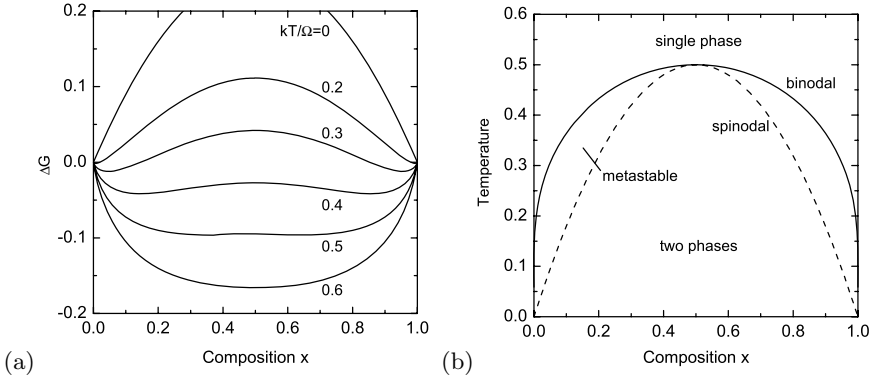 kT/Ω=0
0.2
0.3
0.4
0.5
0.6
0.1
0.0
-0.1
-0.2
ΔG
0.0 0.2 0.4 0.6 0.8 1.0
Composition x
(a)
0.6
0.5
0.4
0.3
0.2
0.1
0.0
Temperature
single phase
binodal
spinodal
metastable
two phases
0.0 0.2 0.4 0.6 0.8 1.0
Composition x
(b)